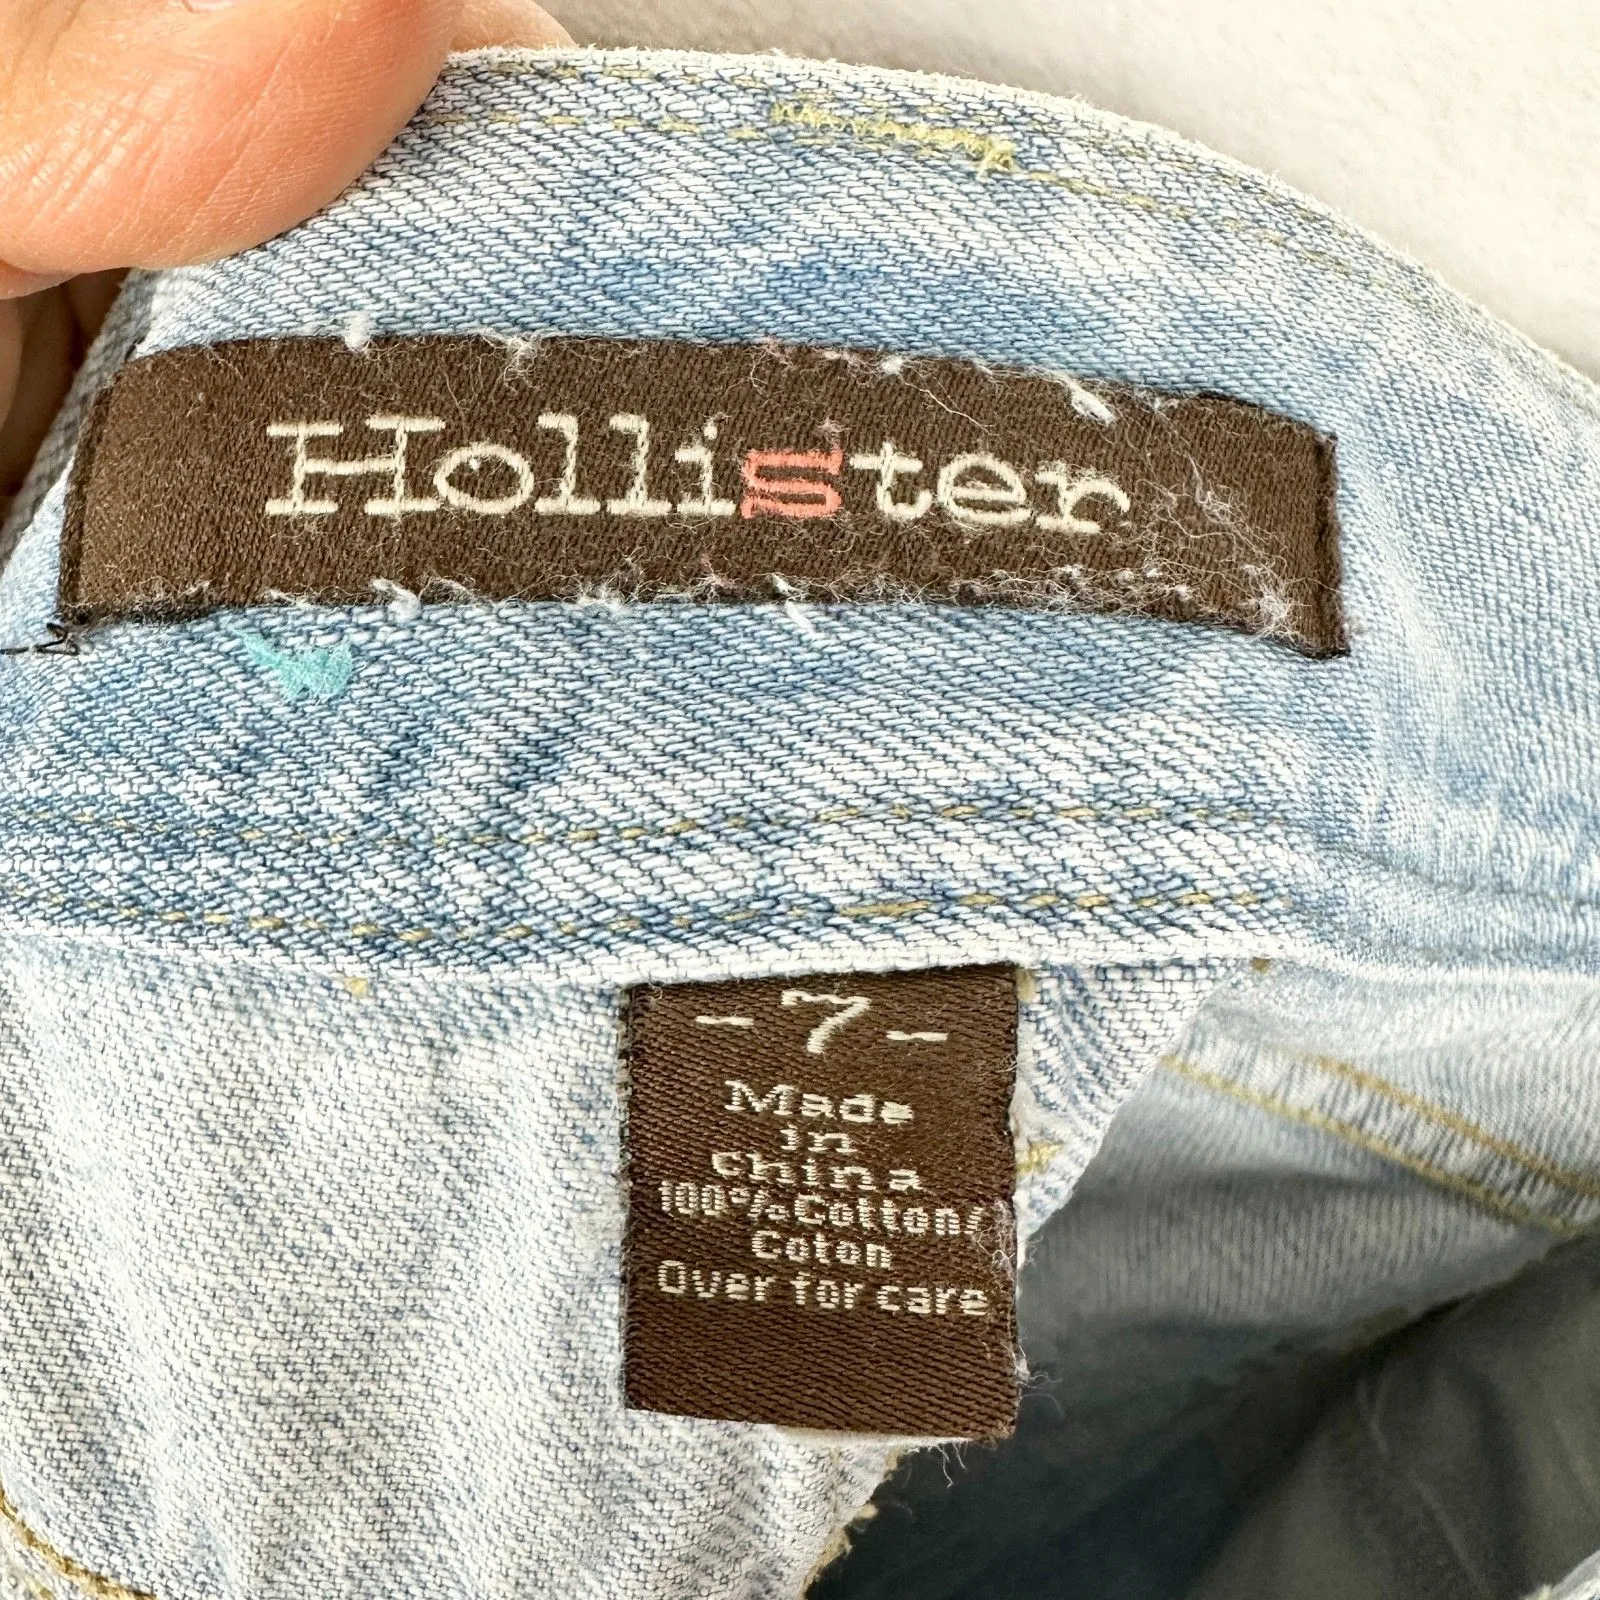 Hollister
-7-
Made
in
China
100% Cotton/
Coton
Over for care